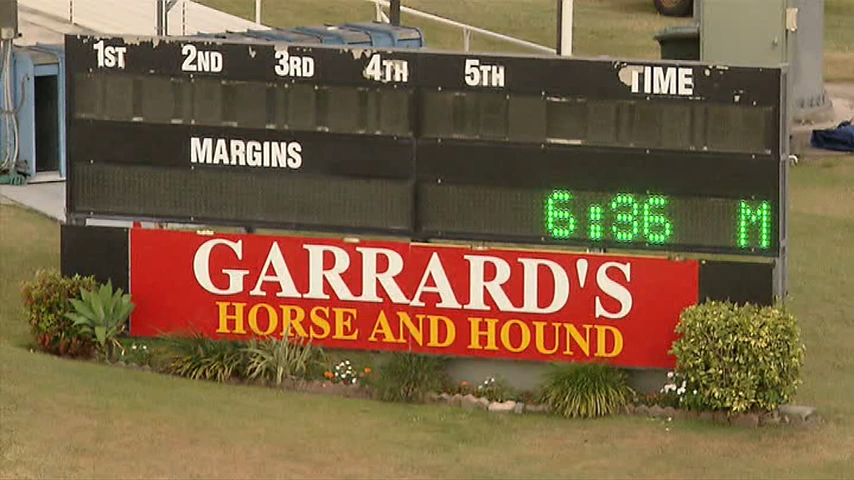 1ST 2ND 3RD 4TH 5TH TIME
MARGINS
6:36 M
GARRARD'S
HORSE AND HOUND